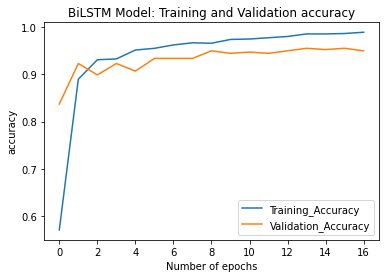 BiLSTM Model: Training and Validation accuracy
1.0
0.9
0.8
0.7
0.6
accuracy
Training_Accuracy
Validation_Accuracy
0 2 4 6 8 10 12 14 16
Number of epochs